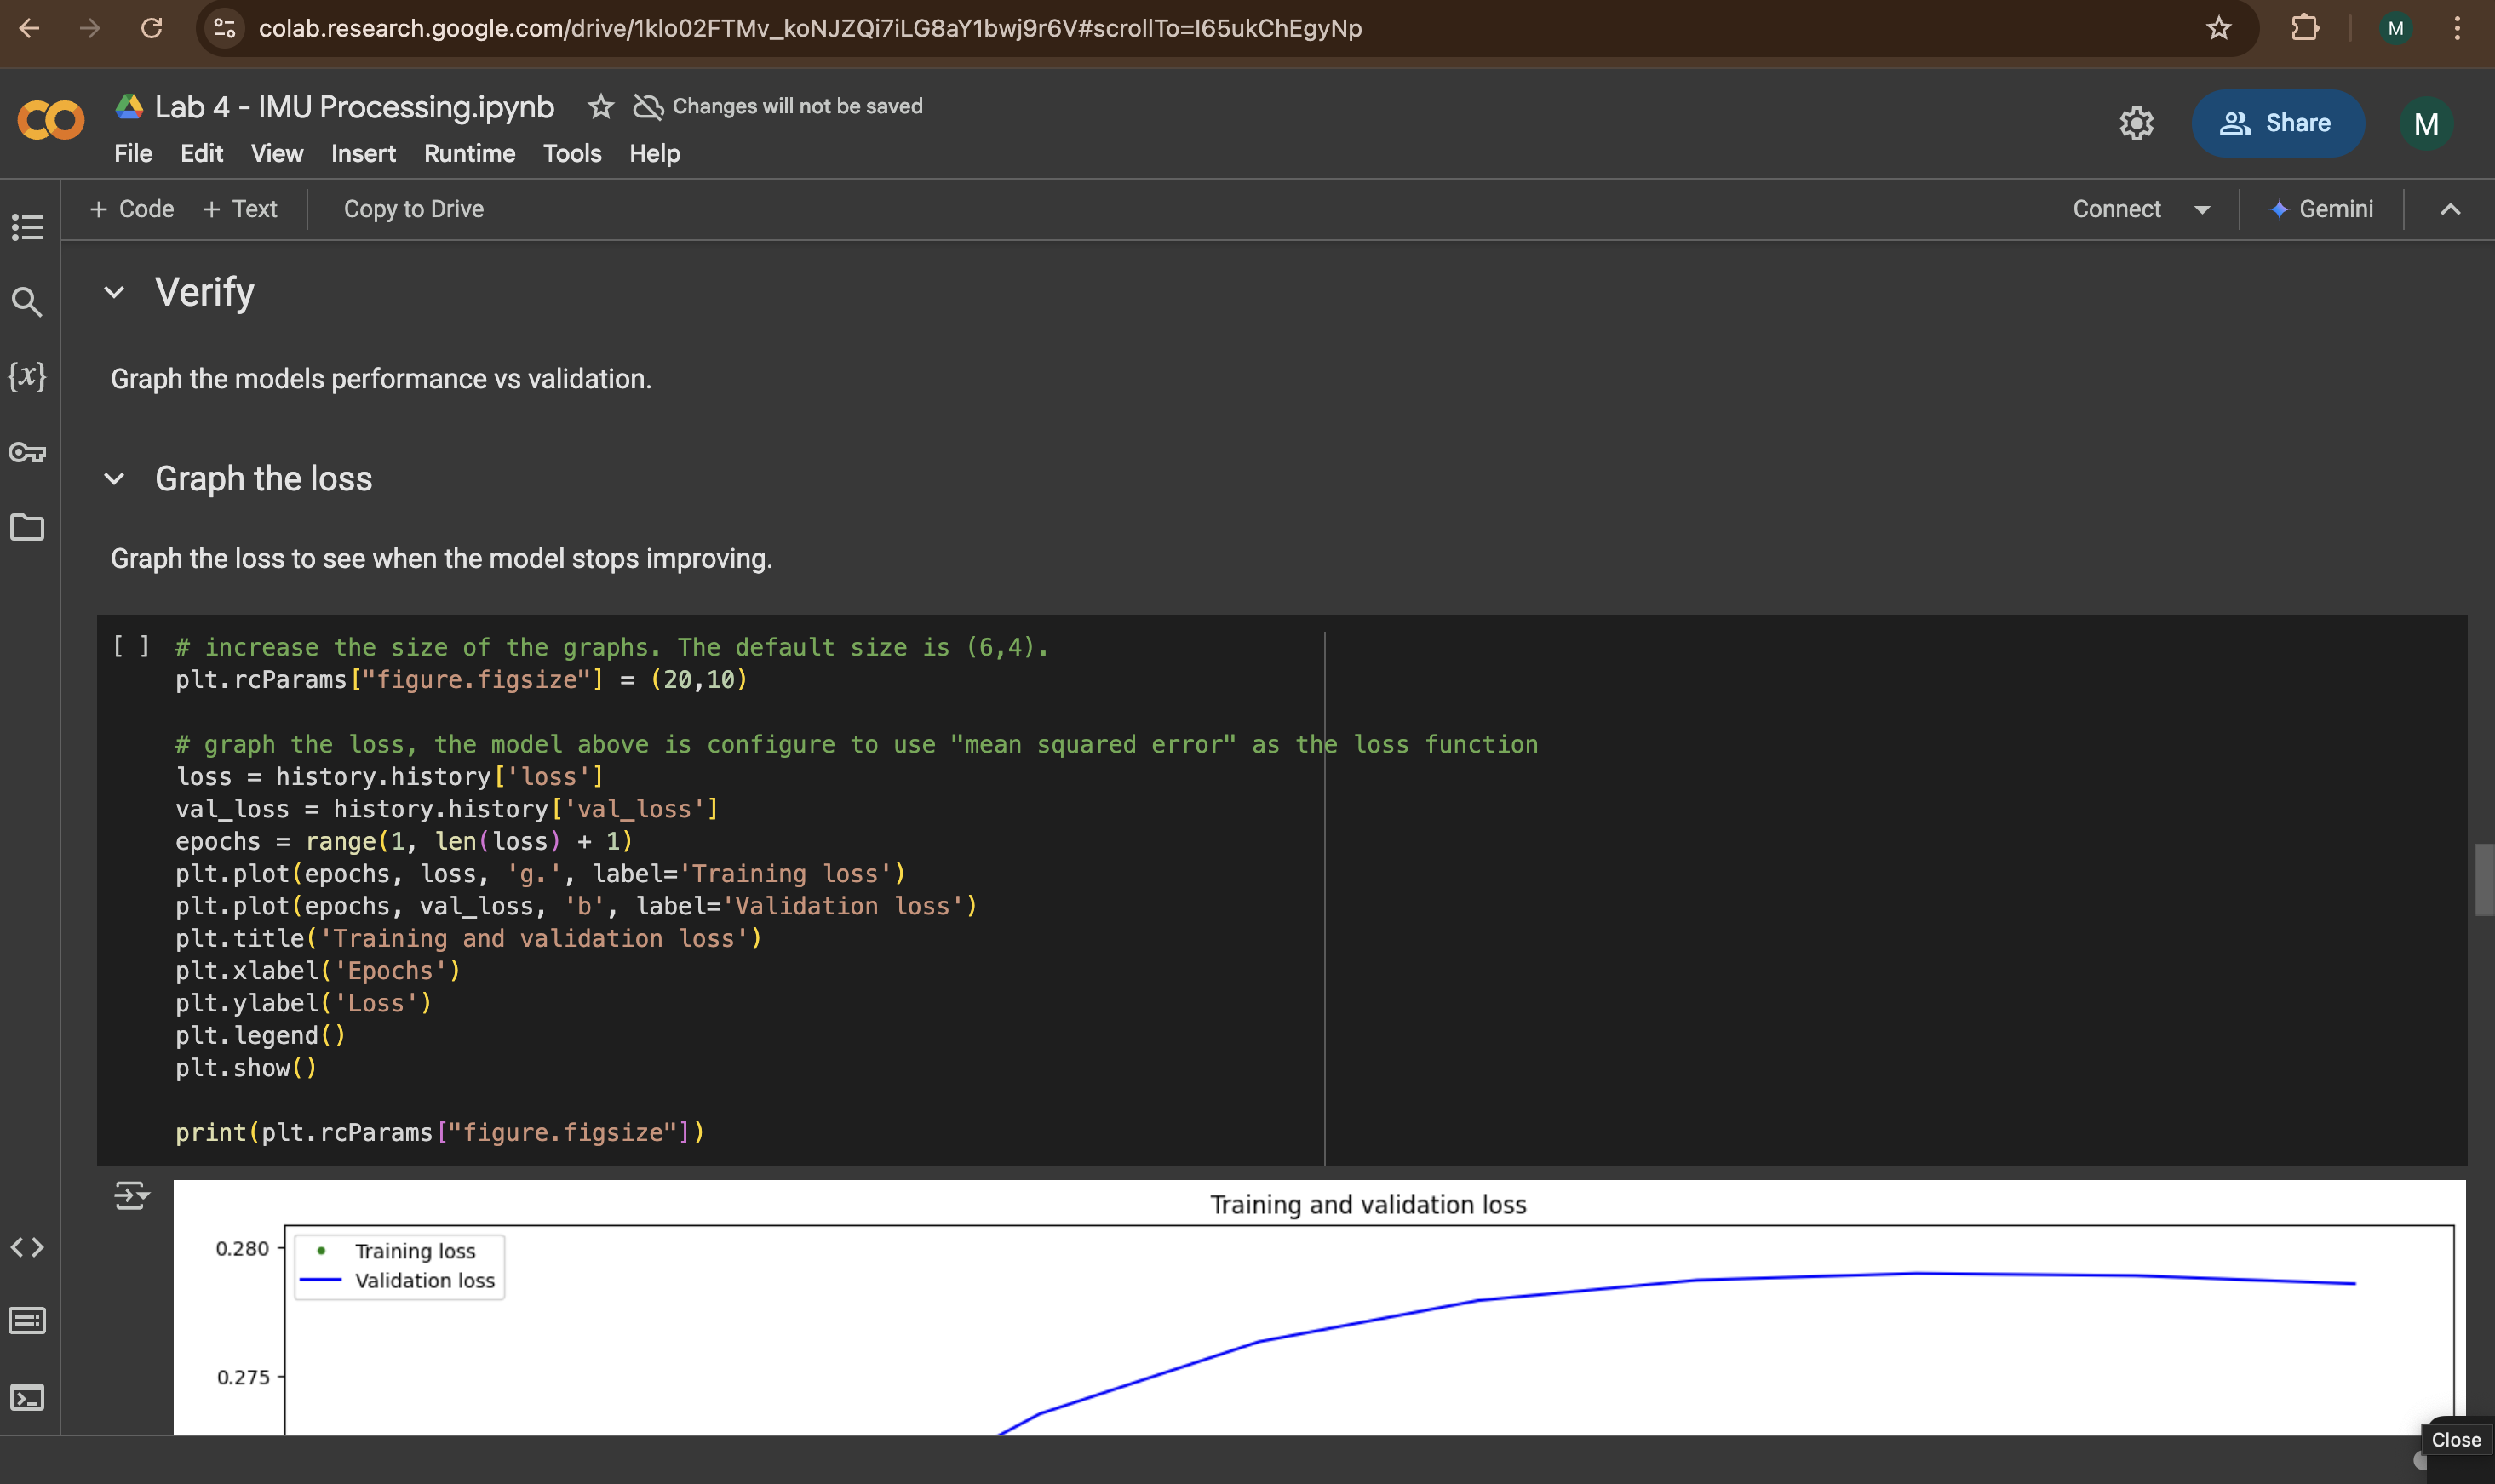 colab.research.google.com/drive/1klo02FTMv_koNJZQi7iLG8aY1bwj9r6V#scrollTo=I65ukChEgyNp
M
CO
Lab 4 - IMU Processing.ipynb
Changes will not be saved
Share
M
File Edit View Insert Runtime Tools Help
+ Code + Text Copy to Drive
Connect
Gemini
{x}
Verify
Graph the models performance vs validation.
Graph the loss
Graph the loss to see when the model stops improving.
[ ] # increase the size of the graphs. The default size is (6,4).
plt.rcParams["figure.figsize"] = (20,10)
# graph the loss, the model above is configure to use "mean squared error" as the loss function
loss = history.history['loss']
val_loss = history.history['val_loss']
epochs = range(1, len(loss) + 1)
plt.plot(epochs, loss, 'g.', label='Training loss')
plt.plot(epochs, val_loss, 'b', label='Validation loss')
plt.title('Training and validation loss')
plt.xlabel('Epochs')
plt.ylabel('Loss')
plt.legend()
plt.show()
print(plt.rcParams["figure.figsize"])
Training and validation loss
0.280
Training loss
Validation loss
0.275
Close